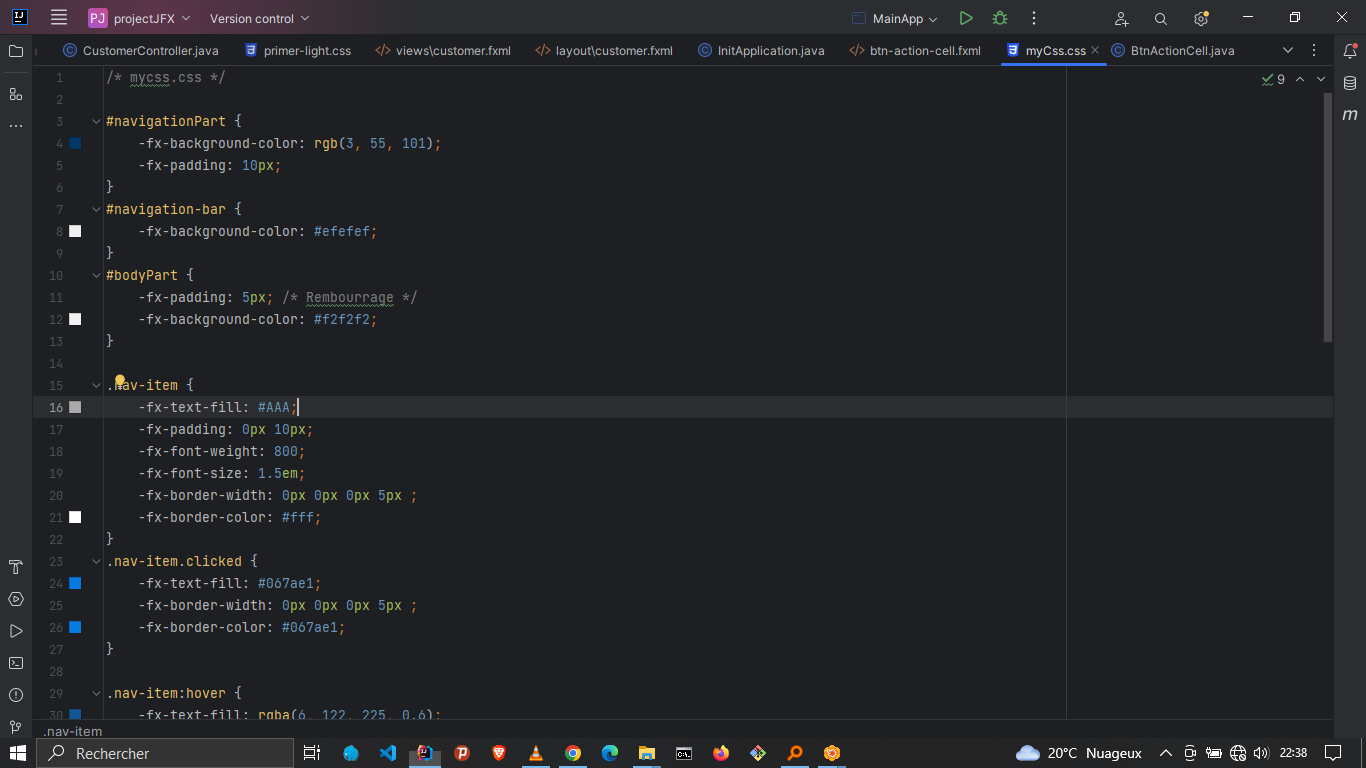 PJ projectJFX Version control MainApp
CustomerController.java primer-light.css views\customer.fxml layout\customer.fxml InitApplication.java btn-action-cell.fxml myCss.css BtnActionCell.java
1 /* mycss.css */ 9
2
3 #navigationPart {
4 -fx-background-color: rgb(3, 55, 101);
5 -fx-padding: 10px;
6 }
7 #navigation-bar {
8 -fx-background-color: #efefef;
9 }
10 #bodyPart {
11 -fx-padding: 5px; /* Rembourrage */
12 -fx-background-color: #f2f2f2;
13 }
14
15 .nav-item {
16 -fx-text-fill: #AAA;
17 -fx-padding: 0px 10px;
18 -fx-font-weight: 800;
19 -fx-font-size: 1.5em;
20 -fx-border-width: 0px 0px 0px 5px ;
21 -fx-border-color: #fff;
22 }
23 .nav-item.clicked {
24 -fx-text-fill: #067ae1;
25 -fx-border-width: 0px 0px 0px 5px ;
26 -fx-border-color: #067ae1;
27 }
28
29 .nav-item:hover {
30 -fx-text-fill: rgba(6, 122, 225, 0.6);
.nav-item
Rechercher 20°C Nuageux 22:38